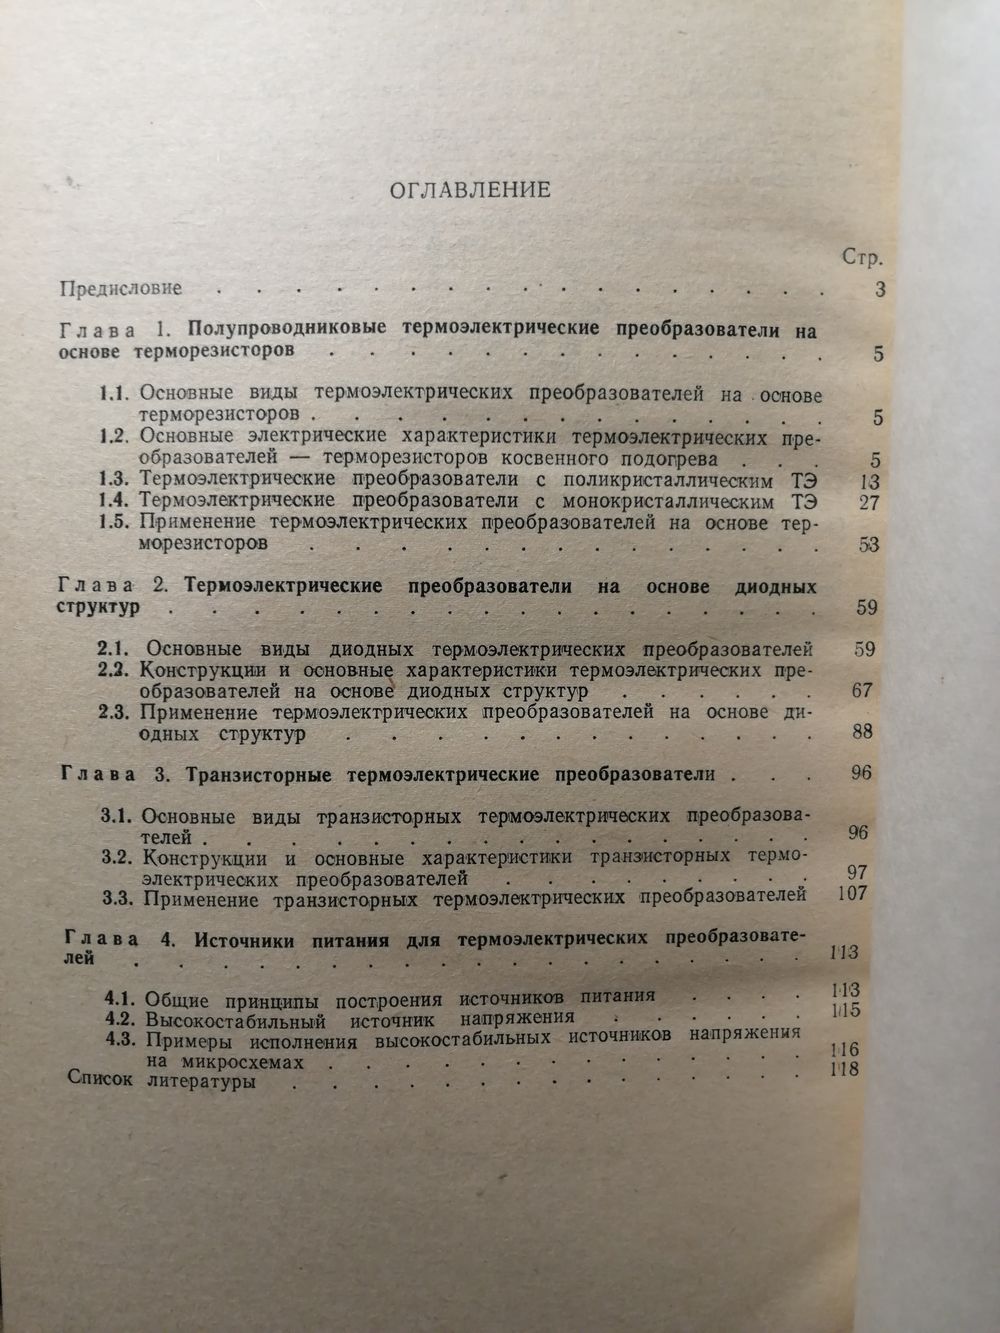 ОГЛАВЛЕНИЕ
Стр.
Предисловие . . . . . . . . . . . . . . . . 3
Глава 1. Полупроводниковые термоэлектрические преобразователи на
основе терморезисторов . . . . . . . . . . . . . 5
1.1. Основные виды термоэлектрических преобразователей на основе
терморезисторов . . . . . . . . . . . . . 5
1.2. Основные электрические характеристики термоэлектрических пре-
образователей — терморезисторов косвенного подогрева . . . 5
1.3. Термоэлектрические преобразователи с поликристаллическим ТЭ 13
1.4. Термоэлектрические преобразователи с монокристаллическим ТЭ 27
1.5. Применение термоэлектрических преобразователей на основе тер-
морезисторов . . . . . . . . . . . . 53
Глава 2. Термоэлектрические преобразователи на основе диодных
структур . . . . . . . . . . . . . . . . . 59
2.1. Основные виды диодных термоэлектрических преобразователей 59
2.2. Конструкции и основные характеристики термоэлектрических пре-
образователей на основе диодных структур . . . . . . 67
2.3. Применение термоэлектрических преобразователей на основе ди-
одных структур . . . . . . . . . . . . 88
Глава 3. Транзисторные термоэлектрические преобразователи . . . 96
3.1. Основные виды транзисторных термоэлектрических преобразова-
телей . . . . . . . . . . . . . . . 96
3.2. Конструкции и основные характеристики транзисторных термо-
электрических преобразователей . . . . . . . . 97
3.3. Применение транзисторных термоэлектрических преобразователей 107
Глава 4. Источники питания для термоэлектрических преобразовате-
лей . . . . . . . . . . . . . . . . . . 113
4.1. Общие принципы построения источников питания . . . . 113
4.2. Высокостабильный источник напряжения . . . . . . 115
4.3. Примеры исполнения высокостабильных источников напряжения
на микросхемах . . . . . . . . . . . . . 116
Список литературы . . . . . . . . . . . . . . 118